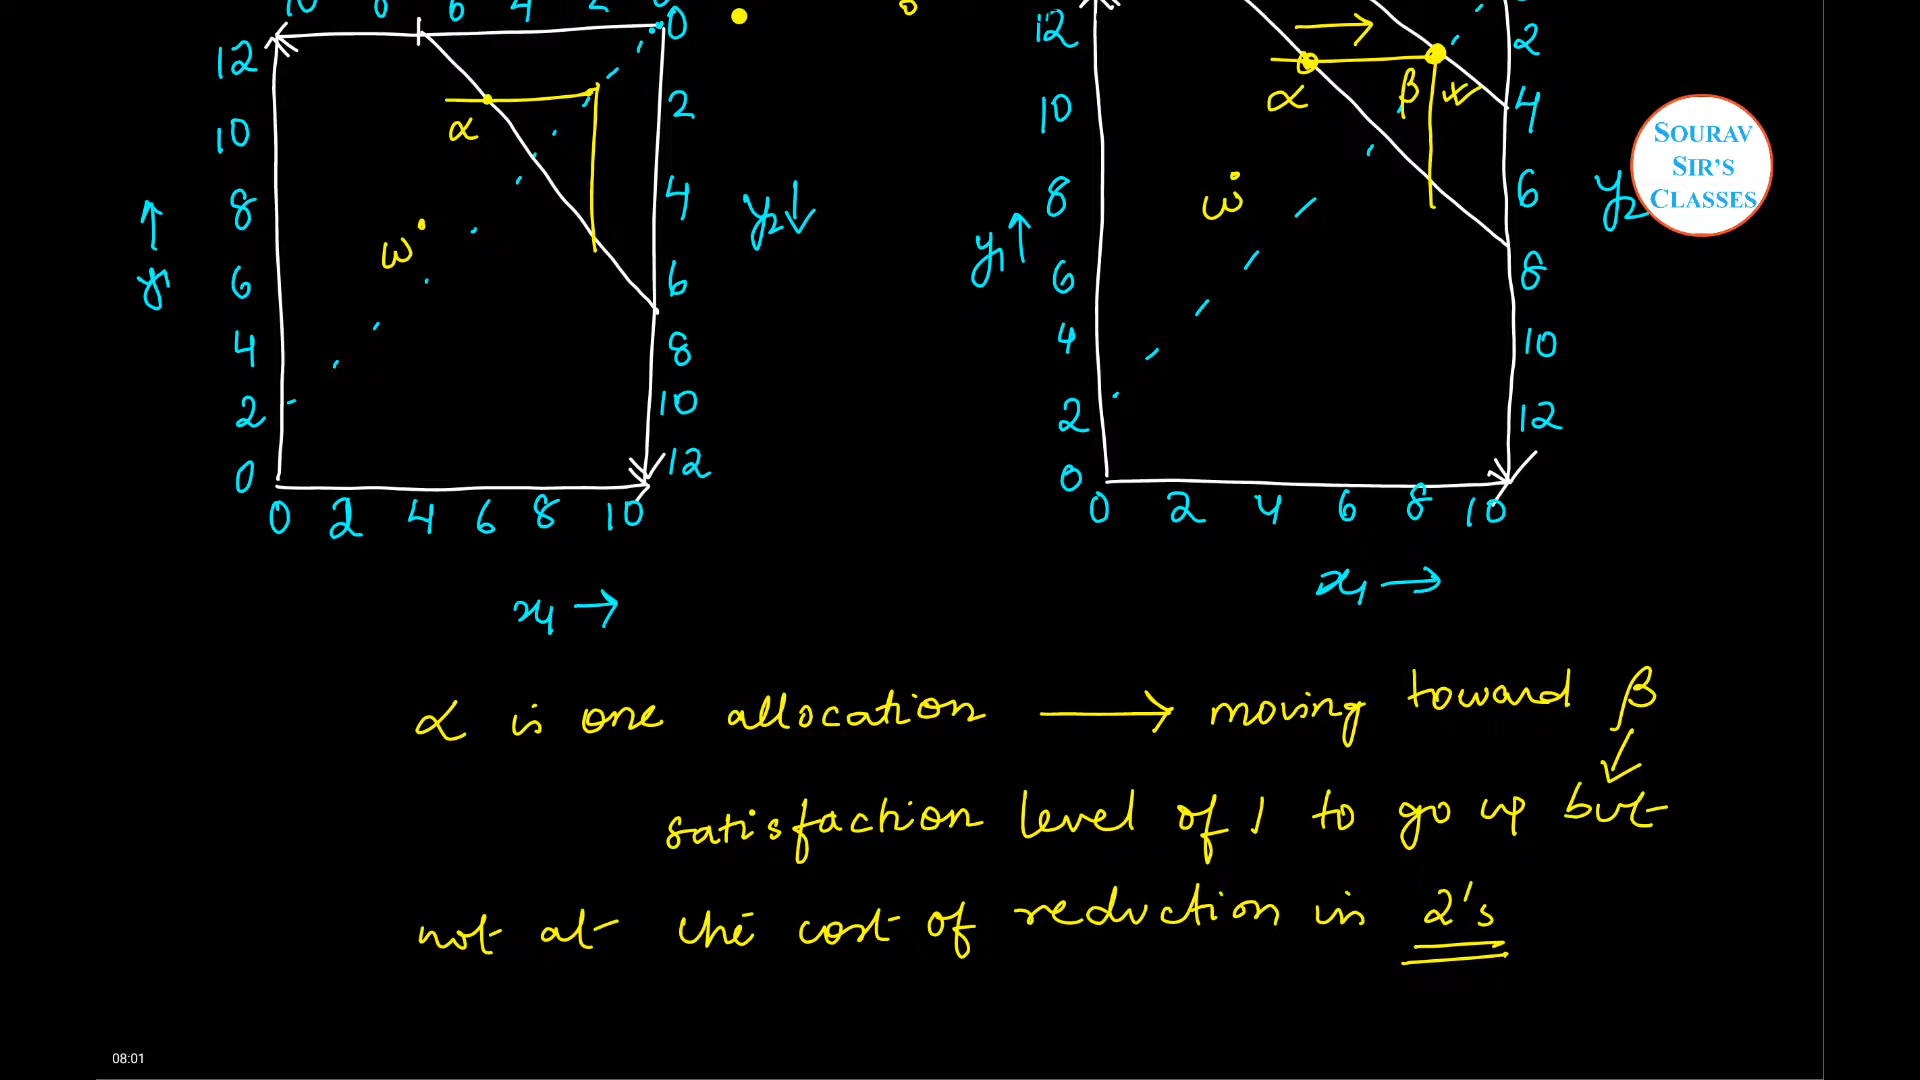 12
10
8
6
4
2
0
0 2 4 6 8 10
0
2
4
6
8
10
12
y1
y2
x1
α
ω
12
10
8
6
4
2
0
0 2 4 6 8 10
2
4
6
8
10
12
y1
y2
x1
α
β
ω
SOURAV
SIR'S
CLASSES
α is one allocation → moving toward β
satisfaction level of 1 to go up but
not at the cost of reduction in 2's
08:01